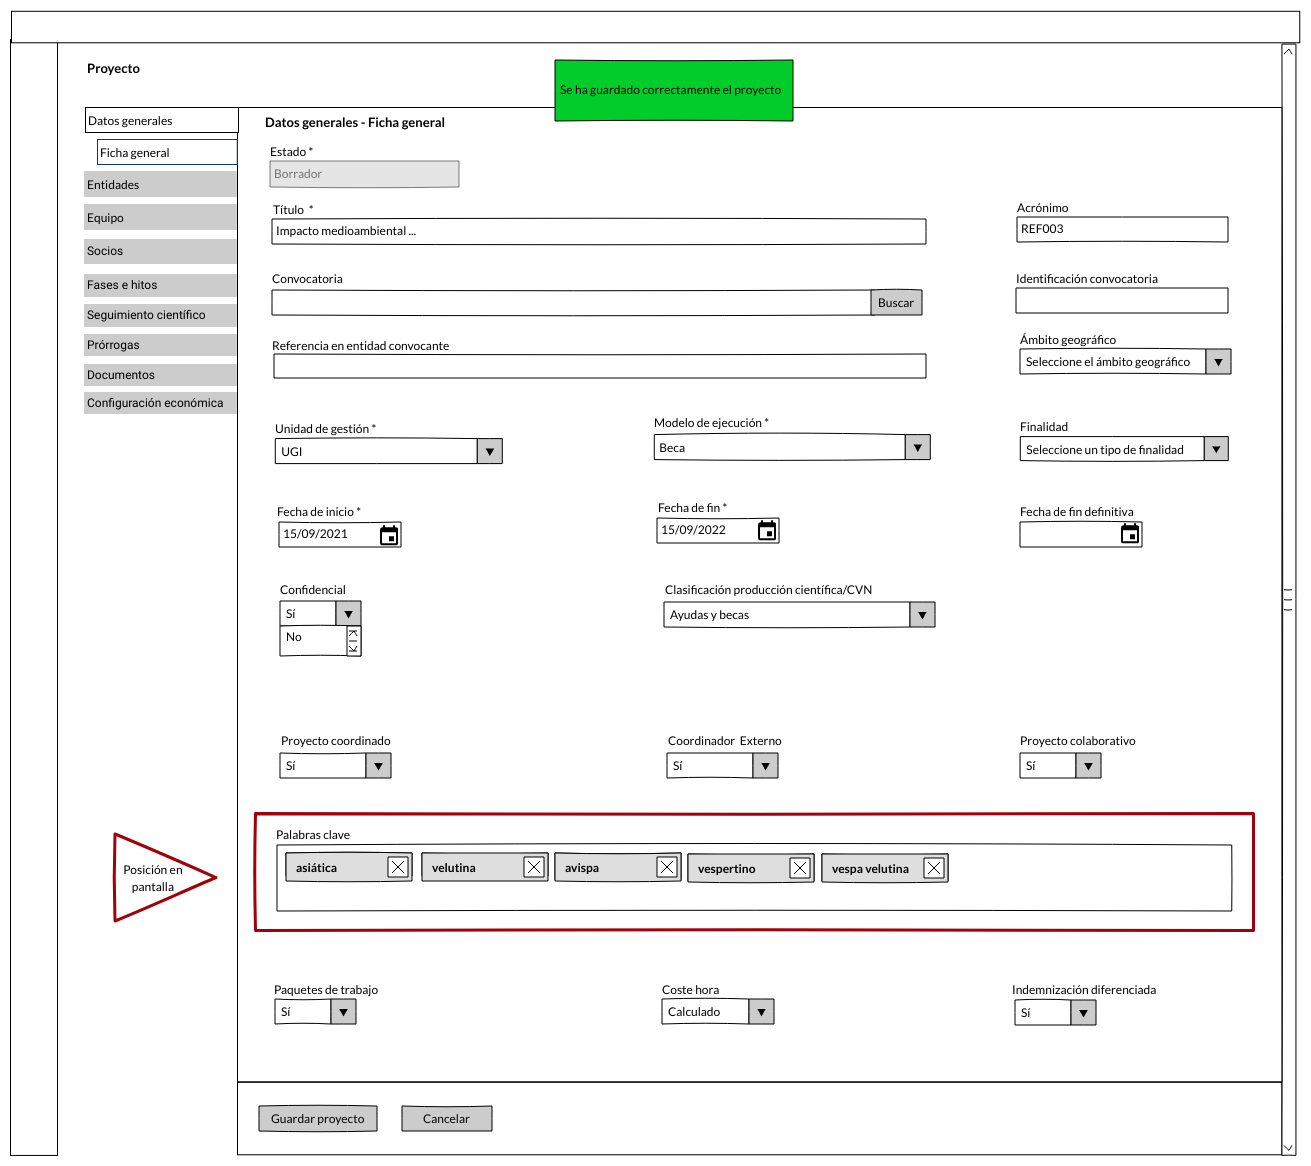 Proyecto
Se ha guardado correctamente el proyecto
Datos generales
Ficha general
Entidades
Equipo
Socios
Fases e hitos
Seguimiento científico
Prórrogas
Documentos
Configuración económica
Datos generales - Ficha general
Estado *
Borrador
Título *
Impacto medioambiental ...
Acrónimo
REF003
Convocatoria
Buscar
Identificación convocatoria
Referencia en entidad convocante
Ámbito geográfico
Seleccione el ámbito geográfico
Unidad de gestión *
UGI
Modelo de ejecución *
Beca
Finalidad
Seleccione un tipo de finalidad
Fecha de inicio *
15/09/2021
Fecha de fin *
15/09/2022
Fecha de fin definitiva
Confidencial
Sí
No
Clasificación producción científica/CVN
Ayudas y becas
Proyecto coordinado
Sí
Coordinador Externo
Sí
Proyecto colaborativo
Sí
Posición en
pantalla
Palabras clave
asiática velutina avispa vespertino vespa velutina
Paquetes de trabajo
Sí
Coste hora
Calculado
Indemnización diferenciada
Sí
Guardar proyecto
Cancelar